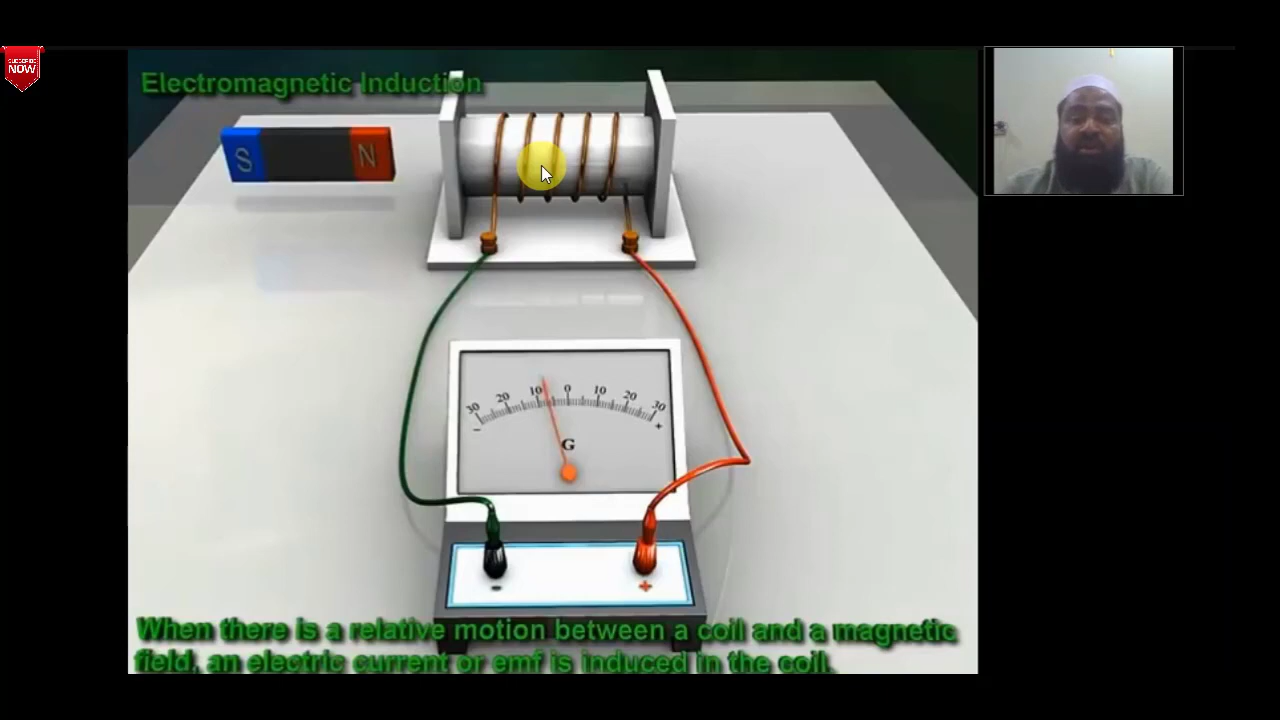 SUBSCRIBE
NOW
Electromagnetic Induction
S N
30 20 10 0 10 20 30
- +
G
- +
When there is a relative motion between a coil and a magnetic
field, an electric current or emf is induced in the coil.